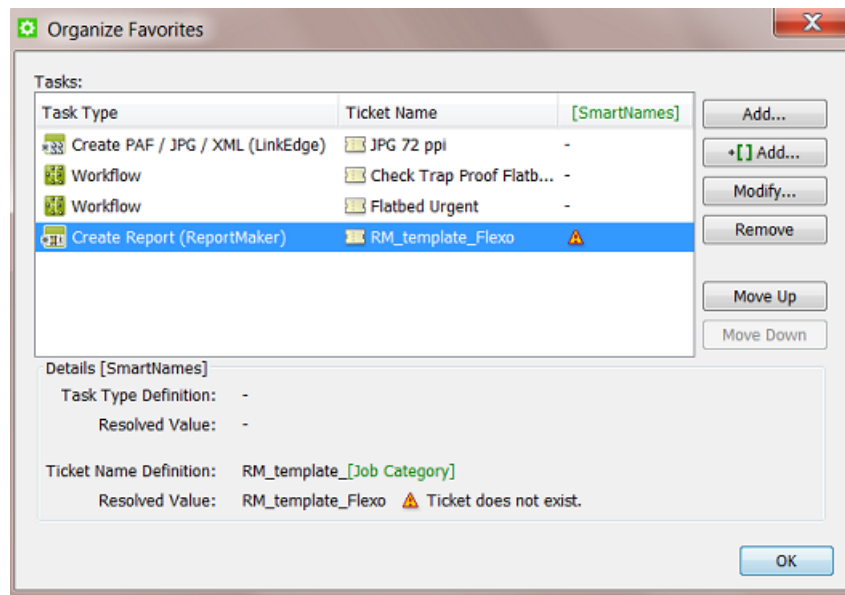 Organize Favorites
Tasks:
Task Type Ticket Name [SmartNames]
Create PAF / JPG / XML (LinkEdge) JPG 72 ppi -
Workflow Check Trap Proof Flatb... -
Workflow Flatbed Urgent -
Create Report (ReportMaker) RM_template_Flexo
Add...
+[] Add...
Modify...
Remove
Move Up
Move Down
Details [SmartNames]
Task Type Definition: -
Resolved Value: -
Ticket Name Definition: RM_template_[Job Category]
Resolved Value: RM_template_Flexo Ticket does not exist.
OK